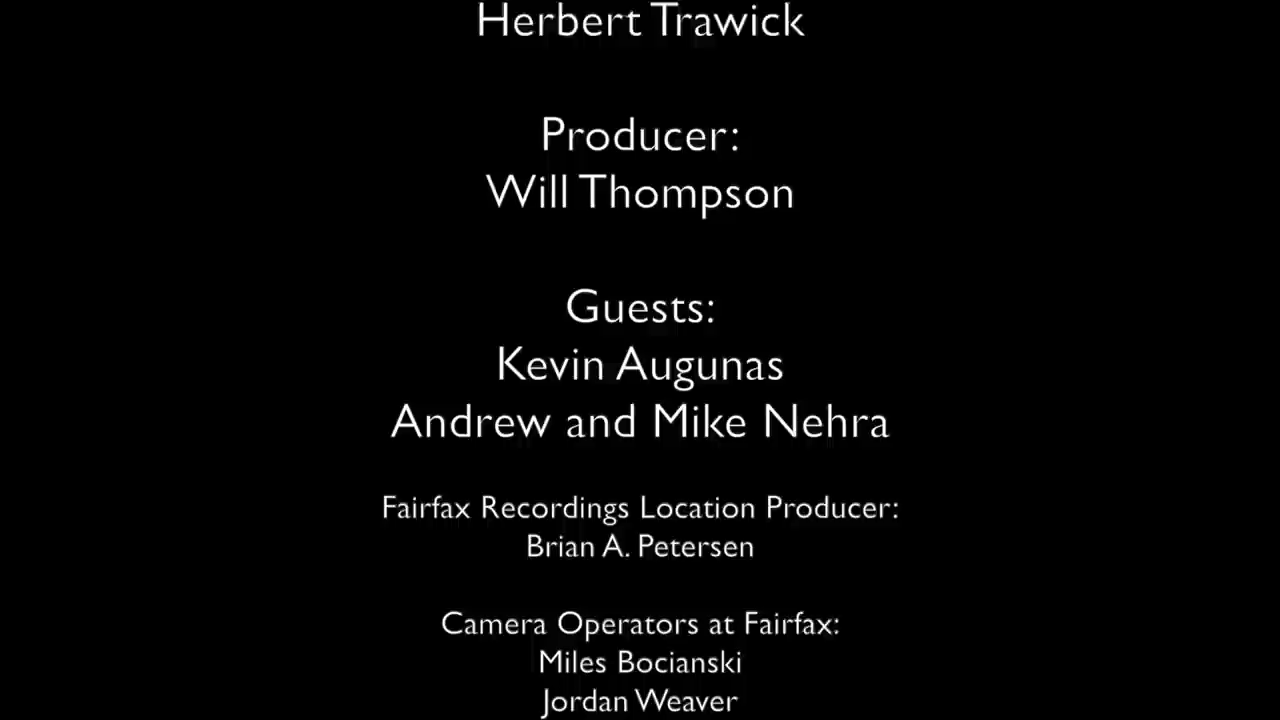 Herbert Trawick
Producer:
Will Thompson
Guests:
Kevin Augunas
Andrew and Mike Nehra
Fairfax Recordings Location Producer:
Brian A. Petersen
Camera Operators at Fairfax:
Miles Bocianski
Jordan Weaver